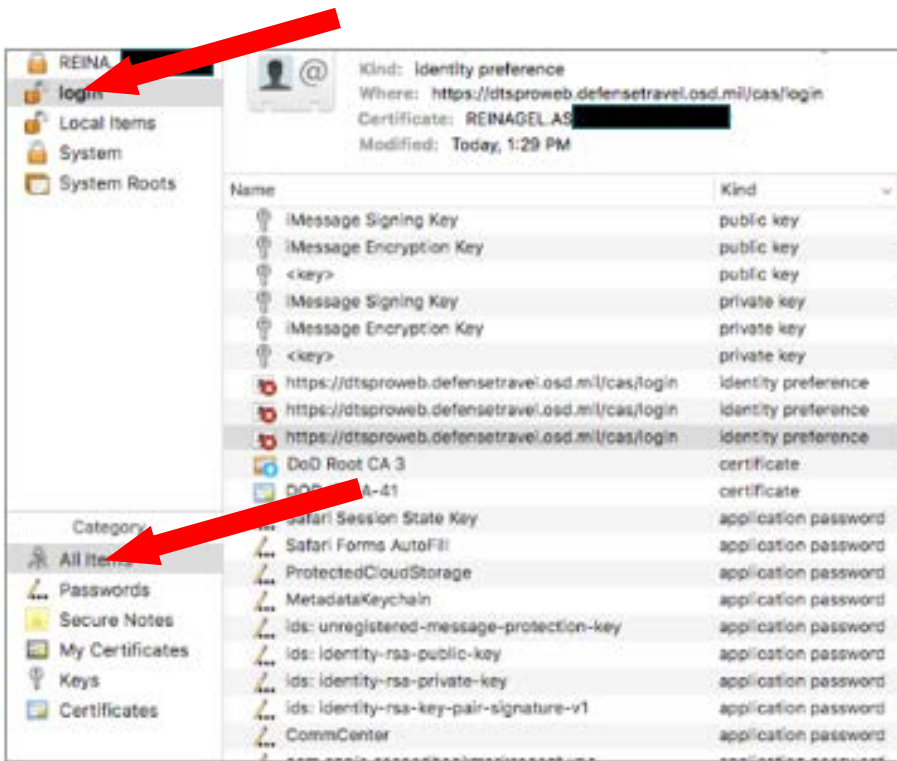 REINA
login
Local Items
System
System Roots
Kind: identity preference
Where: https://dtsproweb.defensetravel.osd.mil/cas/login
Certificate: REINAGEL.AS
Modified: Today, 1:29 PM
Name Kind
iMessage Signing Key public key
iMessage Encryption Key public key
<key> public key
iMessage Signing Key private key
iMessage Encryption Key private key
<key> private key
https://dtsproweb.defensetravel.osd.mil/cas/login identity preference
https://dtsproweb.defensetravel.osd.mil/cas/login identity preference
https://dtsproweb.defensetravel.osd.mil/cas/login identity preference
DoD Root CA 3 certificate
A-41 certificate
Safari Session State Key application password
Safari Forms AutoFill application password
ProtectedCloudStorage application password
MetadataKeychain application password
ids: unregistered-message-protection-key application password
ids: identity-rsa-public-key application password
ids: identity-rsa-private-key application password
ids: identity-rsa-key-pair-signature-v1 application password
CommCenter application password
Category
All Items
Passwords
Secure Notes
My Certificates
Keys
Certificates